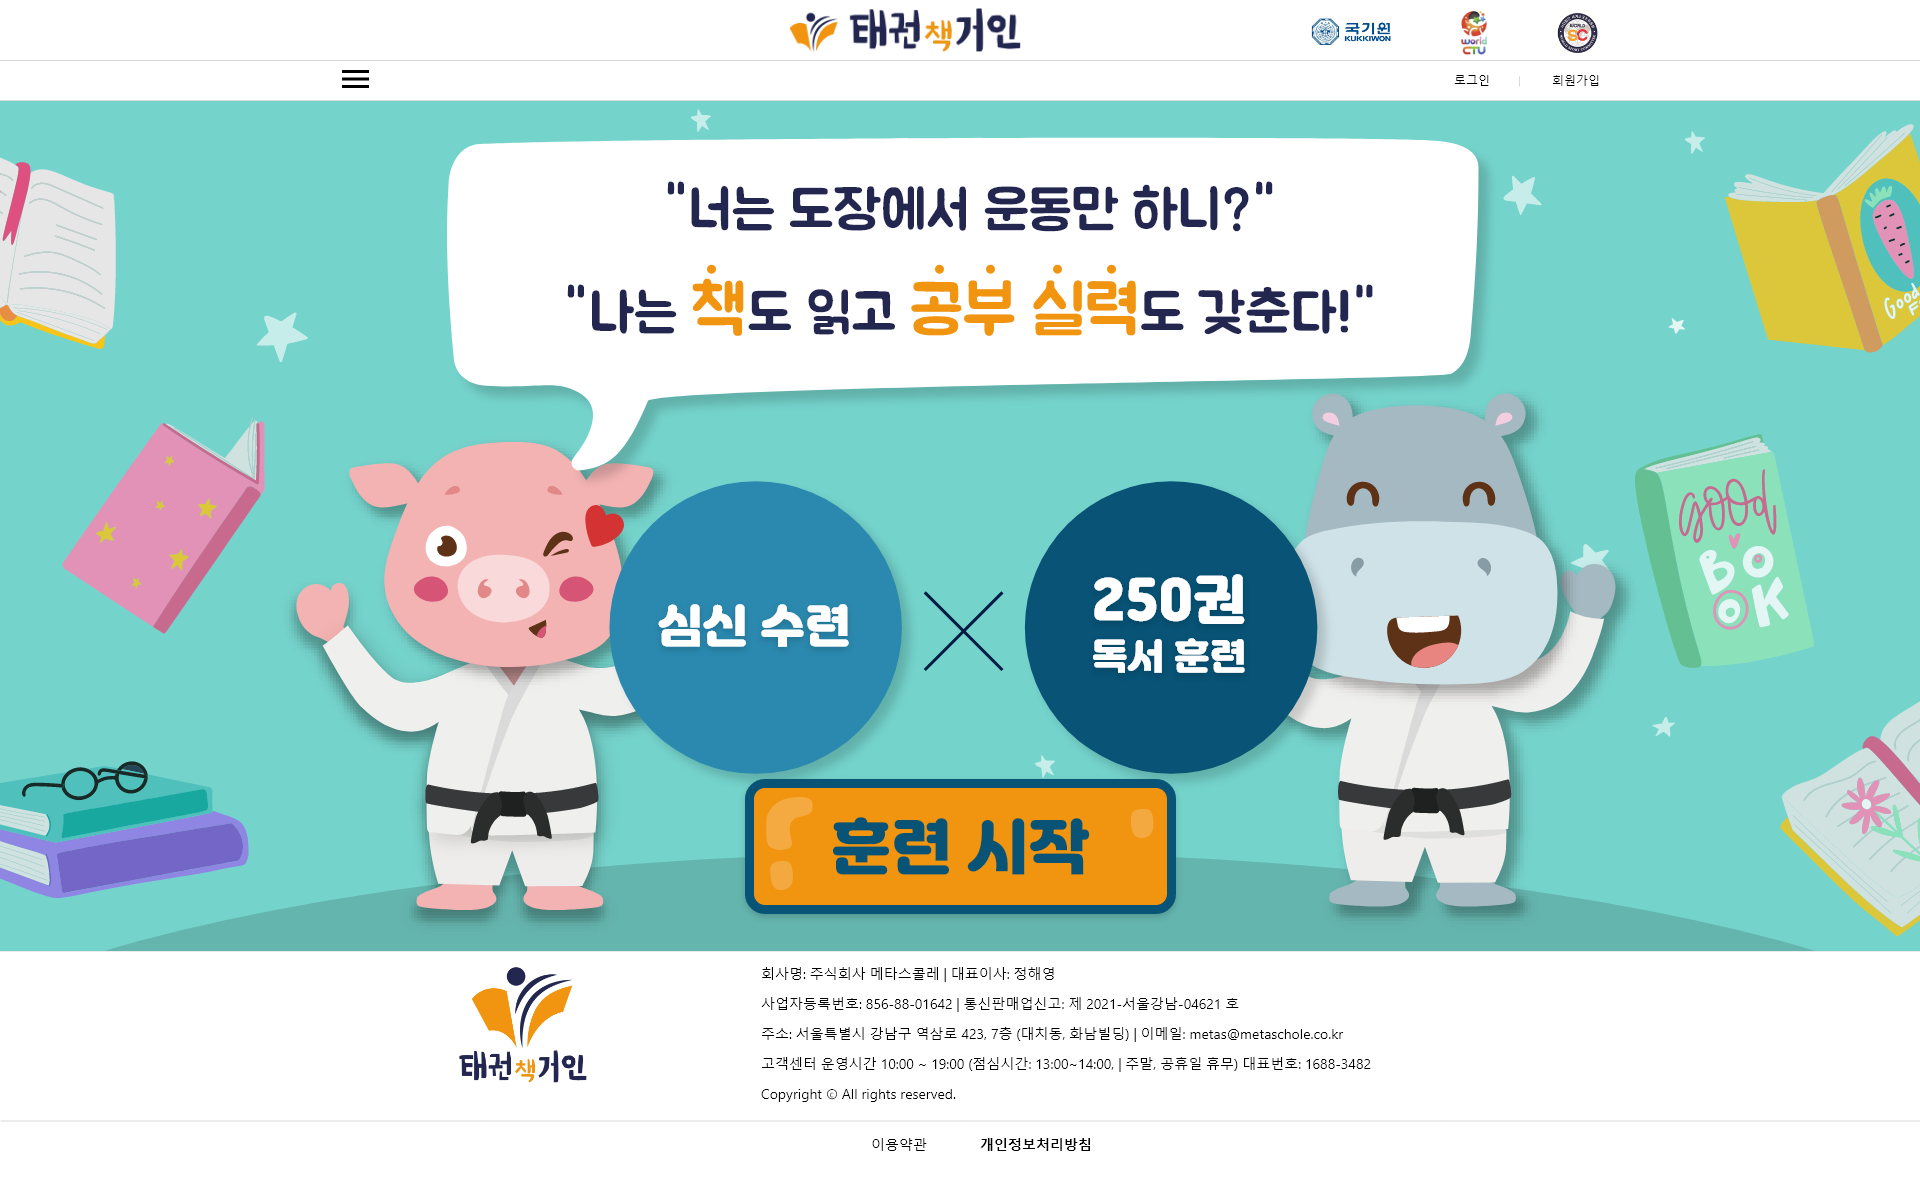 태권책거인
국기원
KUKKIWON
world
CTU
WORLD
SC
로그인 | 회원가입
"너는 도장에서 운동만 하니?"
"나는 책도 읽고 공부 실력도 갖춘다!"
Good
GOOd
BOOK
심신 수련
250권
독서 훈련
훈련 시작
태권책거인
회사명: 주식회사 메타스콜레 | 대표이사: 정해영
사업자등록번호: 856-88-01642 | 통신판매업신고: 제 2021-서울강남-04621 호
주소: 서울특별시 강남구 역삼로 423, 7층 (대치동, 화남빌딩) | 이메일: metas@metaschole.co.kr
고객센터 운영시간 10:00 ~ 19:00 (점심시간: 13:00~14:00, | 주말, 공휴일 휴무) 대표번호: 1688-3482
Copyright © All rights reserved.
이용약관 개인정보처리방침